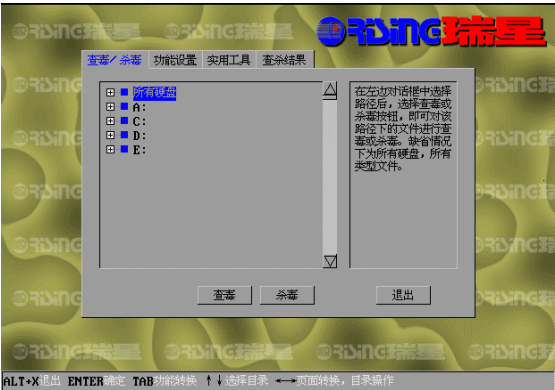 RISING瑞星
查毒/杀毒 功能设置 实用工具 查杀结果
所有硬盘
A:
C:
D:
E:
在左边对话框中选择
路径后，选择查毒或
杀毒按钮，即可对该
路径下的文件进行查
毒或杀毒。缺省情况
下为所有硬盘，所有
类型文件。
查毒 杀毒 退出
ALT+X退出 ENTER确定 TAB功能转换 ↑↓选择目录 ←→页面转换，目录操作